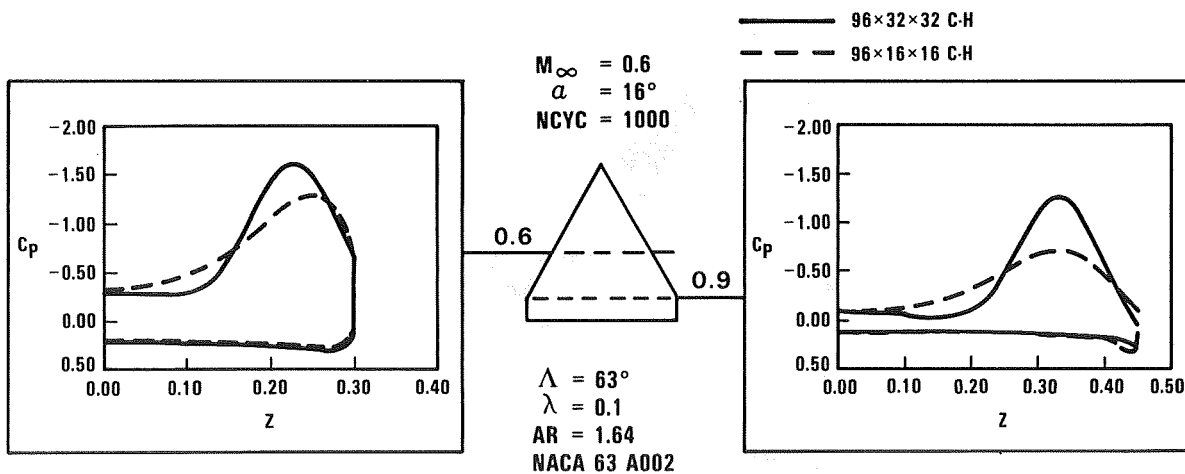 96×32×32 C-H
96×16×16 C-H
M∞ = 0.6
α = 16°
NCYC = 1000
-2.00
-1.50
-1.00
-0.50
0.00
0.50
CP
0.00
0.10
0.20
0.30
0.40
Z
0.6
0.9
-2.00
-1.50
-1.00
-0.50
0.00
0.50
CP
0.00
0.10
0.20
0.30
0.40
0.50
Z
Λ = 63°
λ = 0.1
AR = 1.64
NACA 63 A002